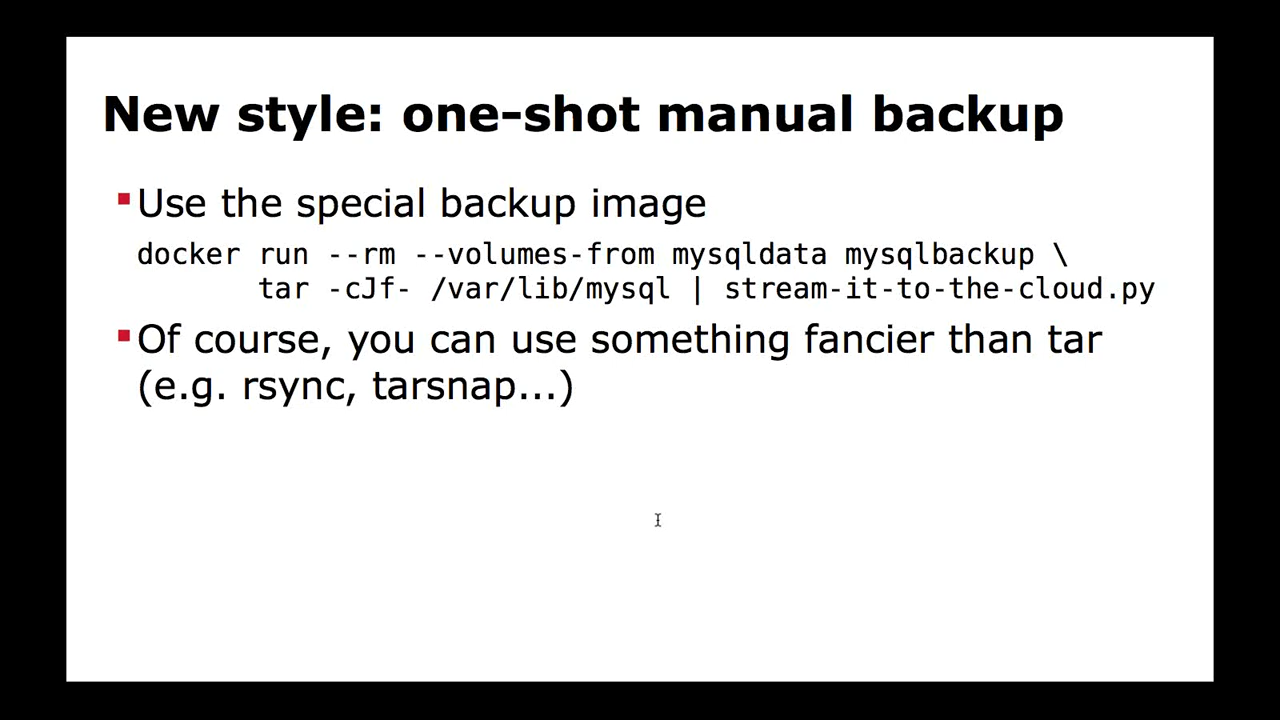 New style: one-shot manual backup
Use the special backup image
docker run --rm --volumes-from mysqldata mysqlbackup \
tar -cJf- /var/lib/mysql | stream-it-to-the-cloud.py
Of course, you can use something fancier than tar
(e.g. rsync, tarsnap...)